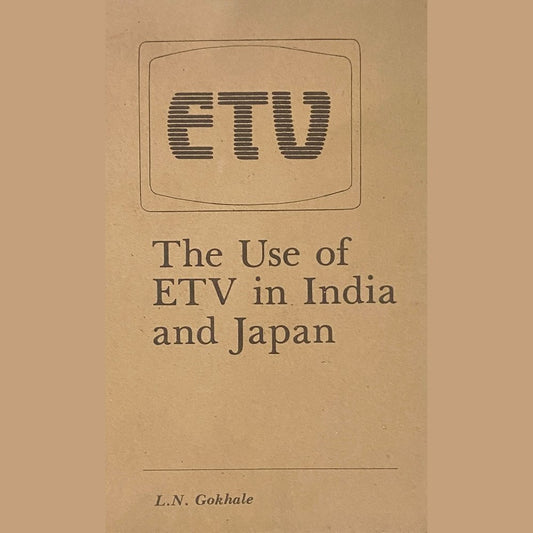 ETV
The Use of
ETV in India
and Japan
L.N. Gokhale